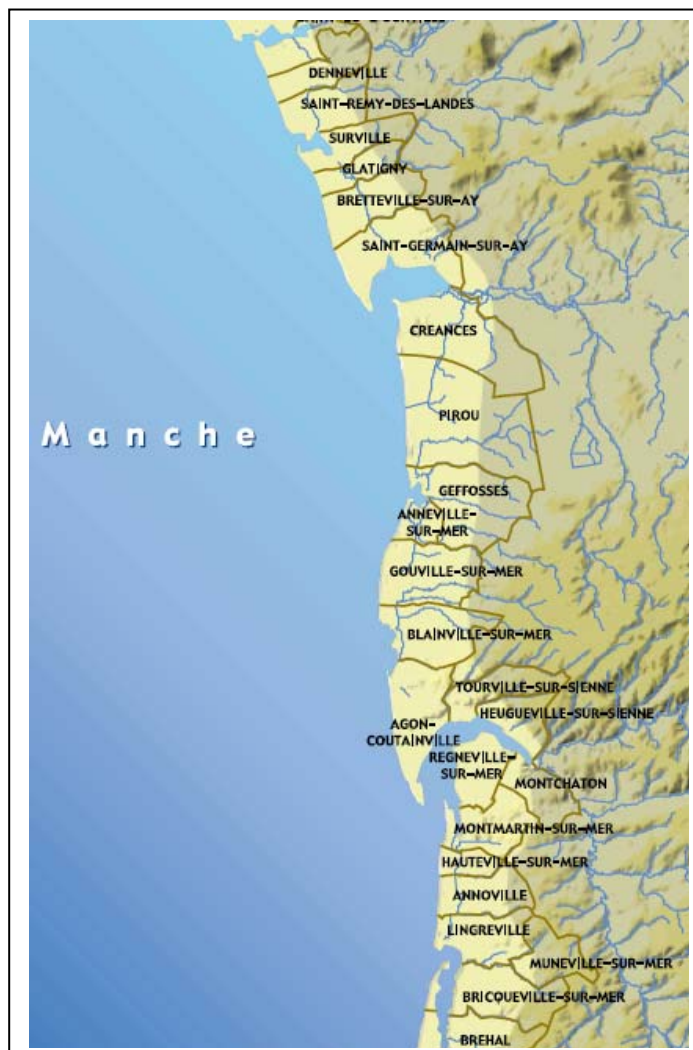 DENNEVILLE
SAINT-REMY-DES-LANDES
SURVILLE
GLATIGNY
BRETTEVILLE-SUR-AY
SAINT-GERMAIN-SUR-AY
CREANCES
PIROU
Manche
GEFFOSSES
ANNEVILLE-
SUR-MER
GOUVILLE-SUR-MER
BLAINVILLE-SUR-MER
TOURVILLE-SUR-SIENNE
HEUGUEVILLE-SUR-SIENNE
AGON-
COUTAINVILLE
REGNEVILLE-
SUR-MER
MONTCHATON
MONTMARTIN-SUR-MER
HAUTEVILLE-SUR-MER
ANNOVILLE
LINGREVILLE
MUNEVILLE-SUR-MER
BRICQUEVILLE-SUR-MER
BREHAL